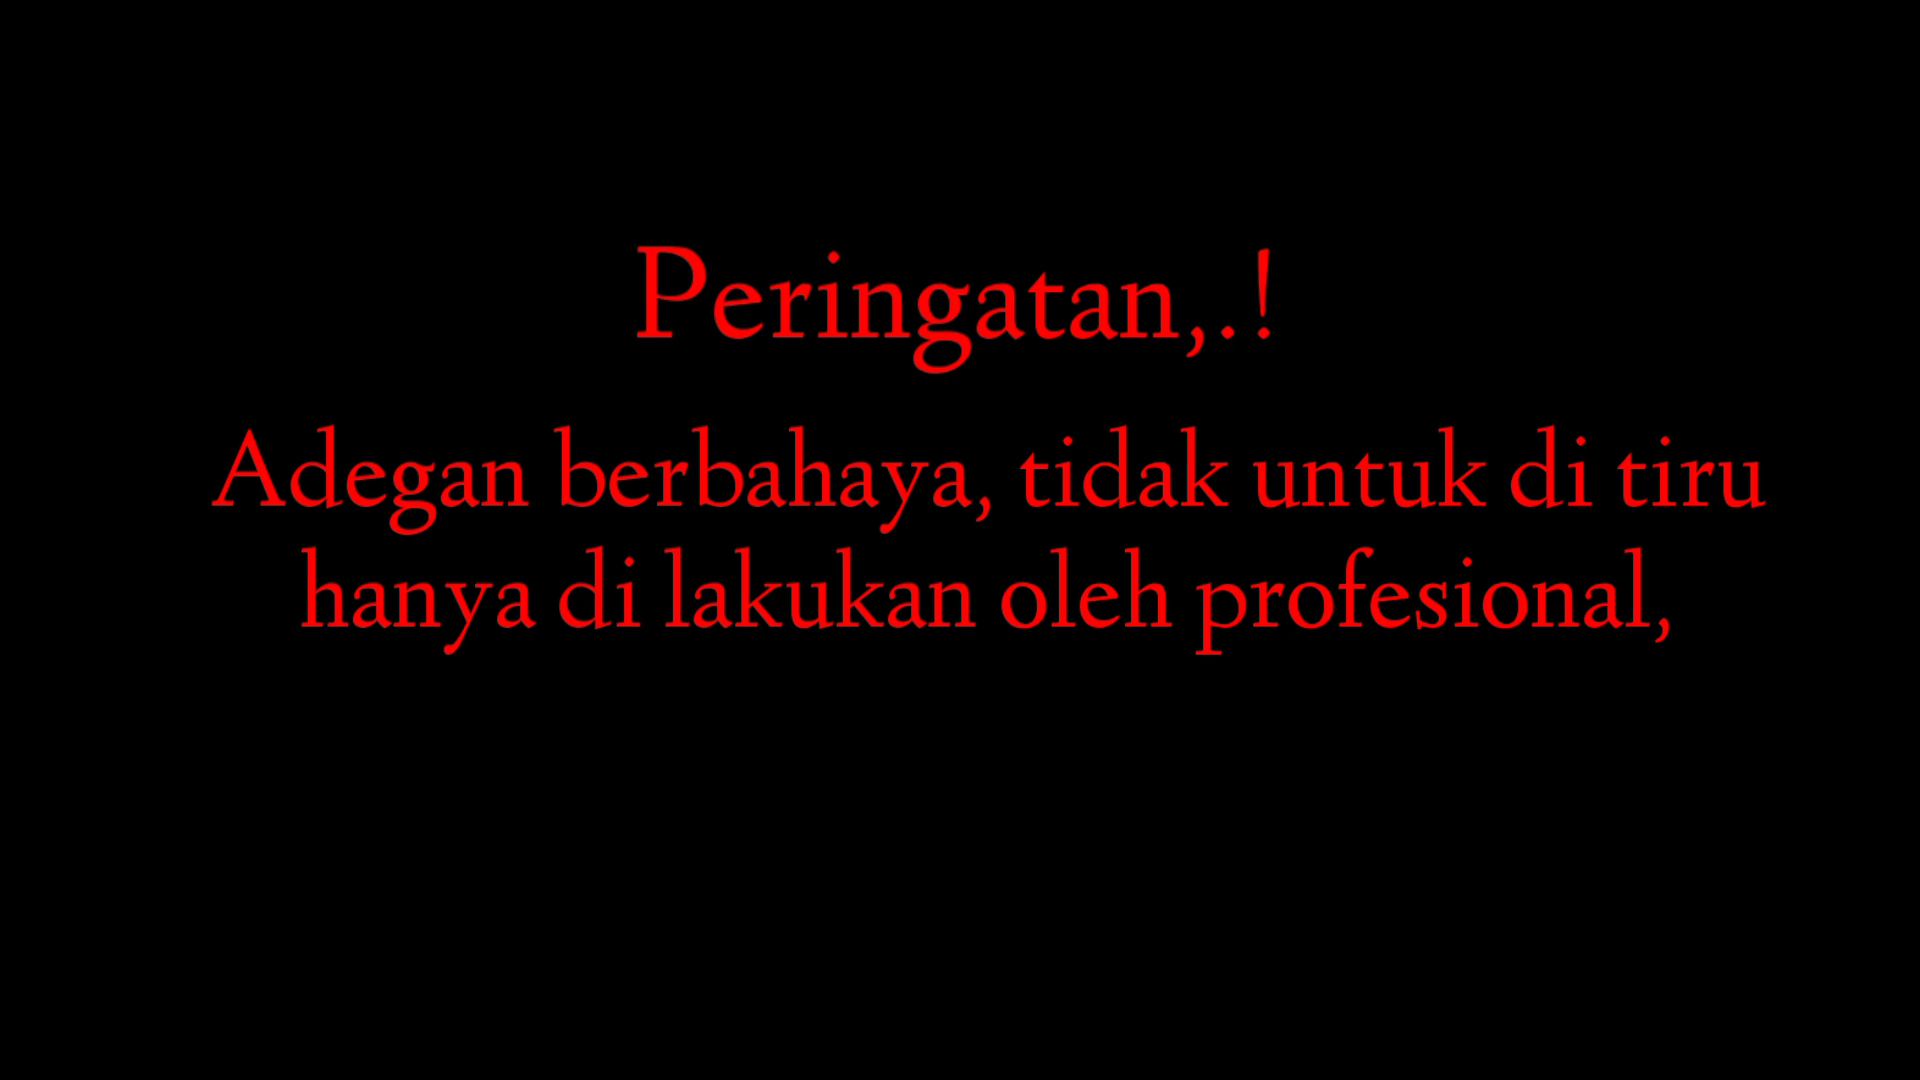 Peringatan,.!
Adegan berbahaya, tidak untuk di tiru
hanya di lakukan oleh profesional,